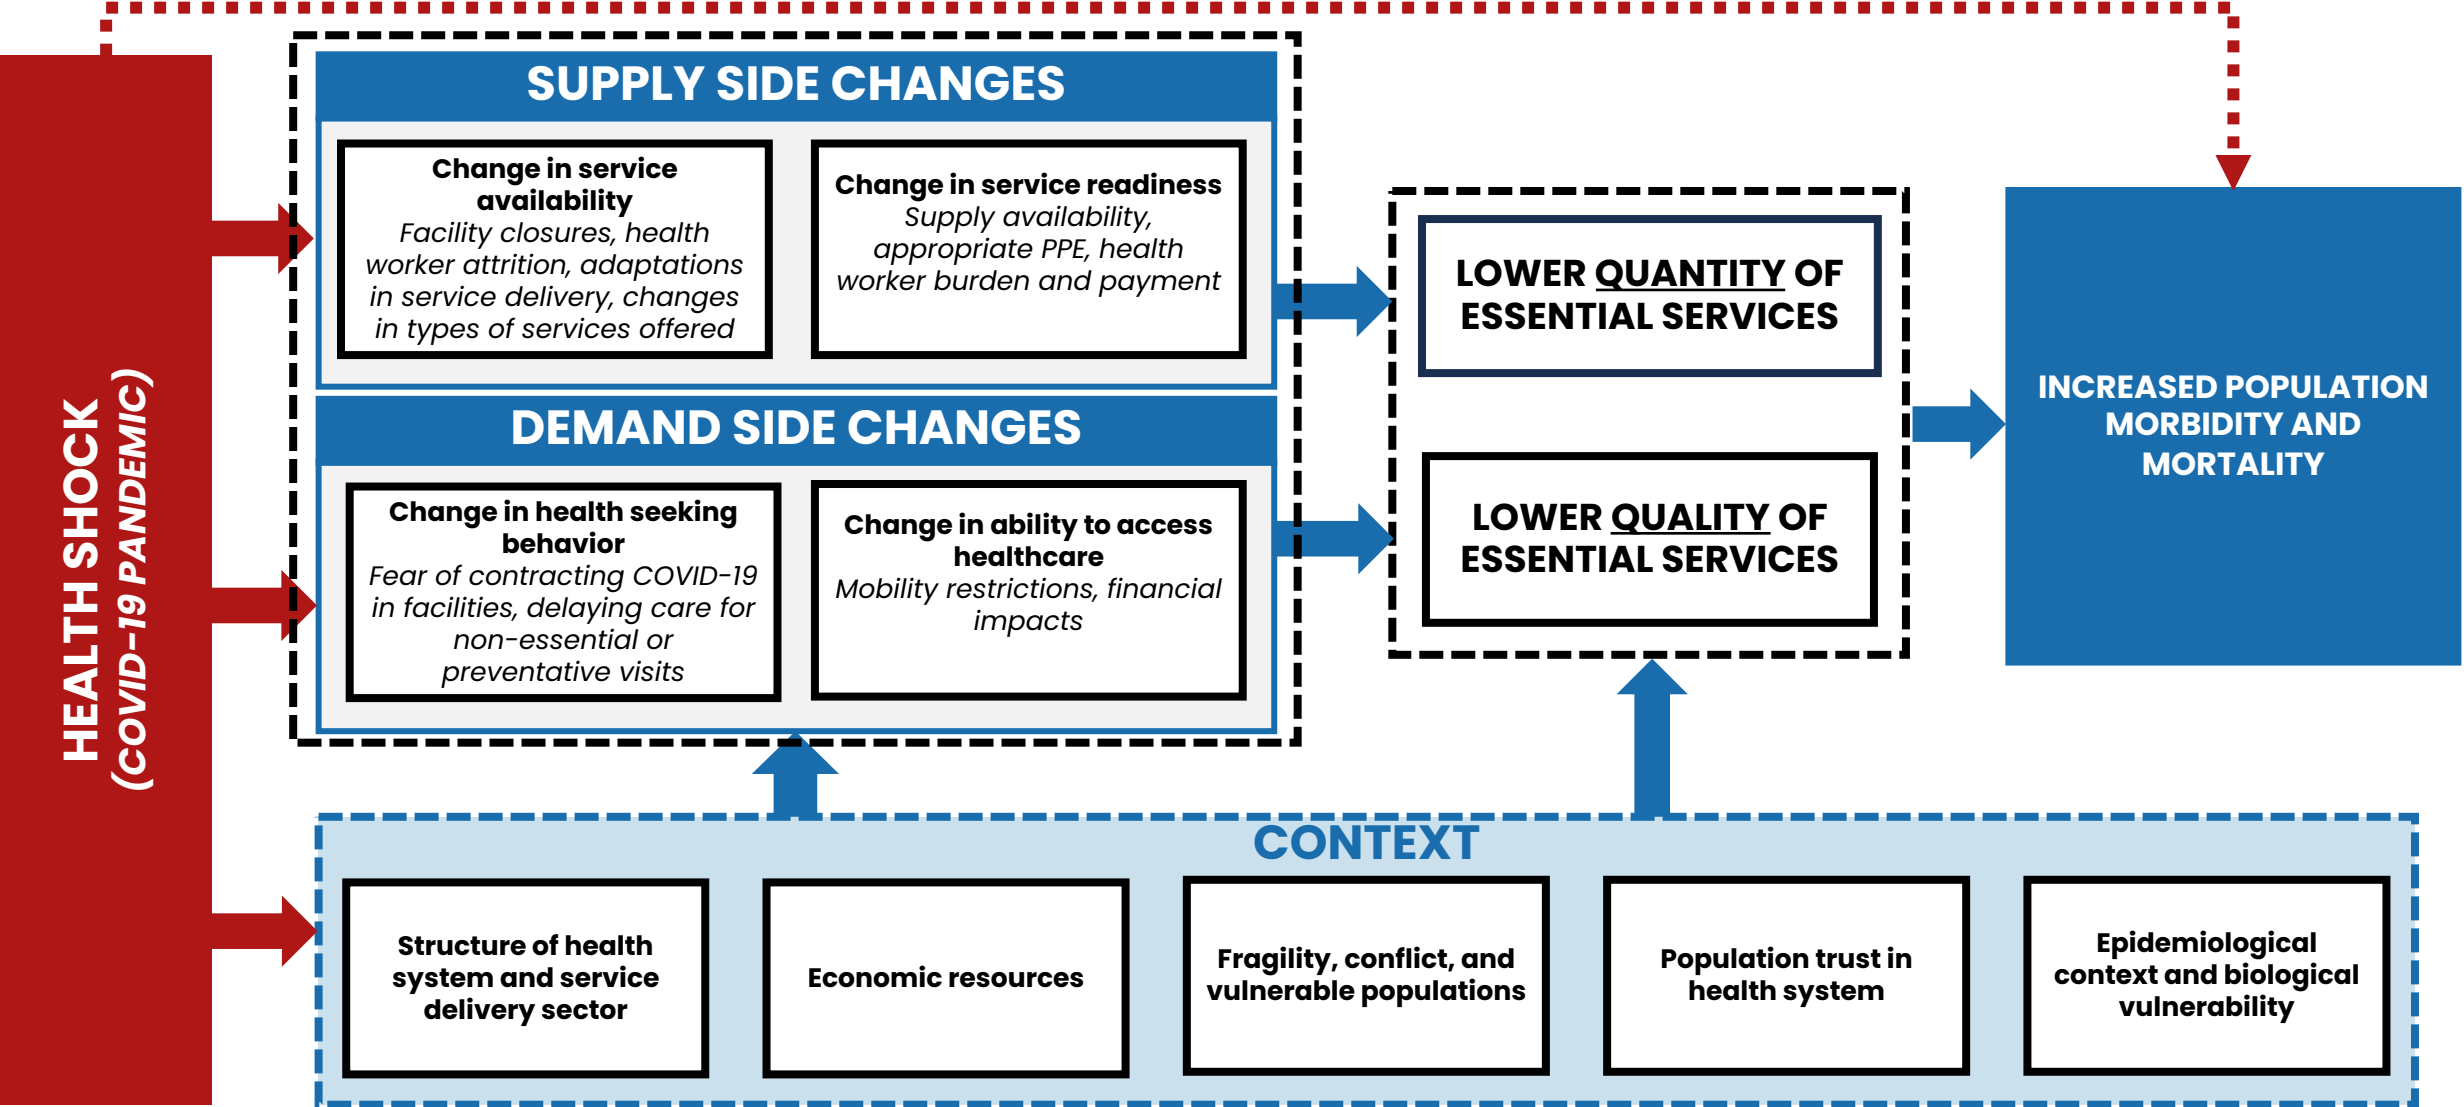 HEALTH SHOCK
(COVID-19 PANDEMIC)
SUPPLY SIDE CHANGES
Change in service
availability
Facility closures, health
worker attrition, adaptations
in service delivery, changes
in types of services offered
Change in service readiness
Supply availability,
appropriate PPE, health
worker burden and payment
DEMAND SIDE CHANGES
Change in health seeking
behavior
Fear of contracting COVID-19
in facilities, delaying care for
non-essential or
preventative visits
Change in ability to access
healthcare
Mobility restrictions, financial
impacts
LOWER QUANTITY OF
ESSENTIAL SERVICES
LOWER QUALITY OF
ESSENTIAL SERVICES
INCREASED POPULATION
MORBIDITY AND
MORTALITY
CONTEXT
Structure of health
system and service
delivery sector
Economic resources
Fragility, conflict, and
vulnerable populations
Population trust in
health system
Epidemiological
context and biological
vulnerability